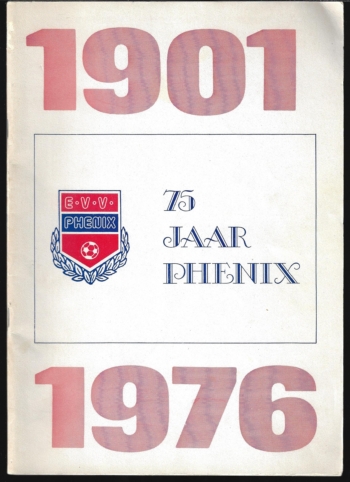 1901
E·V·V·
PHENIX
75
JAAR
PHENIX
1976